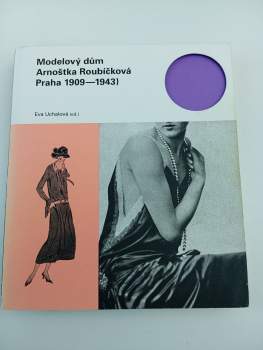 Modelový dům
Arnoštka Roubíčková
Praha 1909—1943)
Eva Uchalová (ed.)